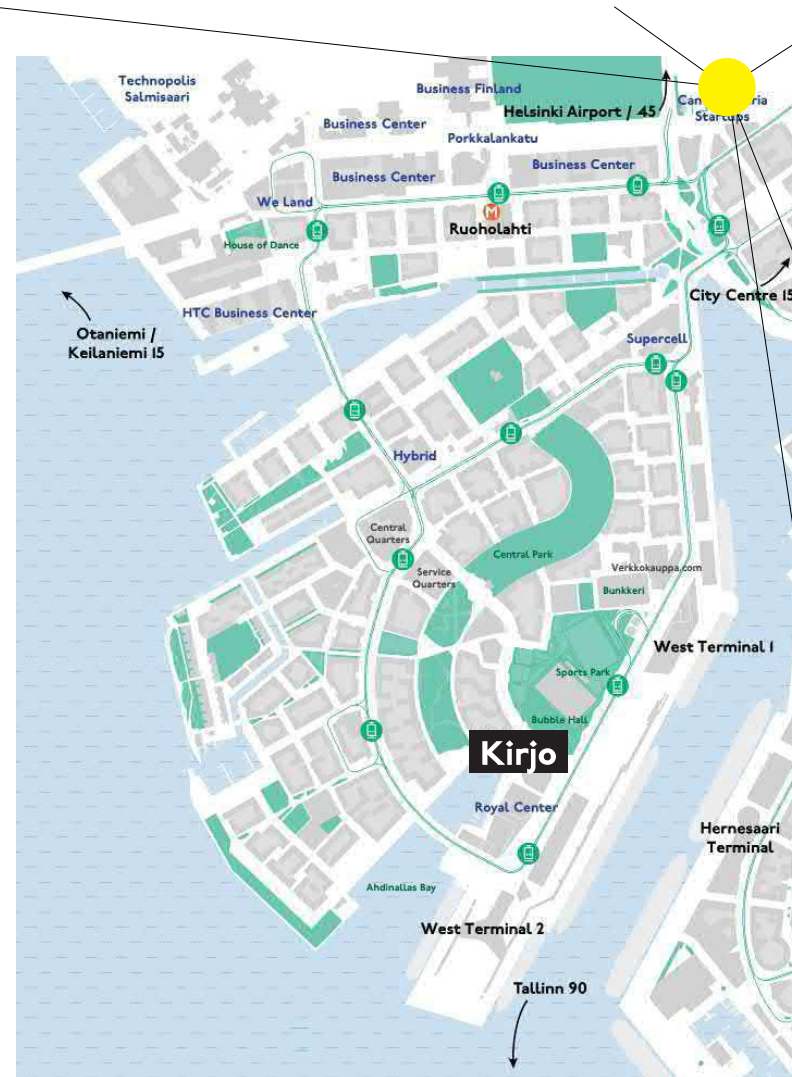 Technopolis
Salmisaari
Business Finland
Helsinki Airport / 45
Startups
Business Center
Porkkalankatu
Business Center
Business Center
We Land
M
Ruoholahti
House of Dance
City Centre 15
HTC Business Center
Otaniemi /
Keilaniemi 15
Supercell
Hybrid
Central
Quarters
Central Park
Service
Quarters
Verkkokauppa.com
Bunkkeri
West Terminal 1
Sports Park
Bubble Hall
Kirjo
Royal Center
Hernesaari
Terminal
Ahdinallas Bay
West Terminal 2
Tallinn 90